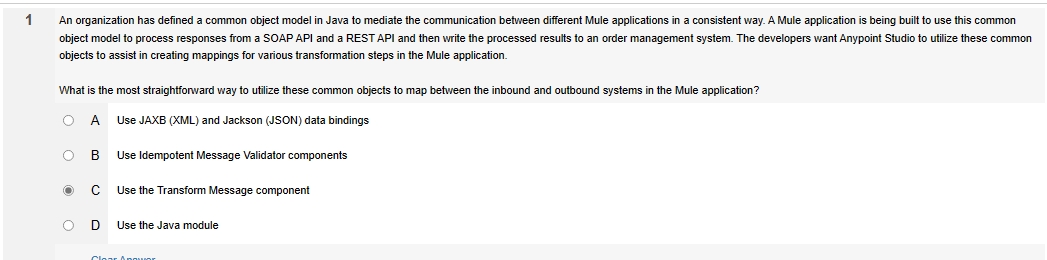 1 An organization has defined a common object model in Java to mediate the communication between different Mule applications in a consistent way. A Mule application is being built to use this common
object model to process responses from a SOAP API and a REST API and then write the processed results to an order management system. The developers want Anypoint Studio to utilize these common
objects to assist in creating mappings for various transformation steps in the Mule application.
What is the most straightforward way to utilize these common objects to map between the inbound and outbound systems in the Mule application?
A Use JAXB (XML) and Jackson (JSON) data bindings
B Use Idempotent Message Validator components
C Use the Transform Message component
D Use the Java module
Clear Answer